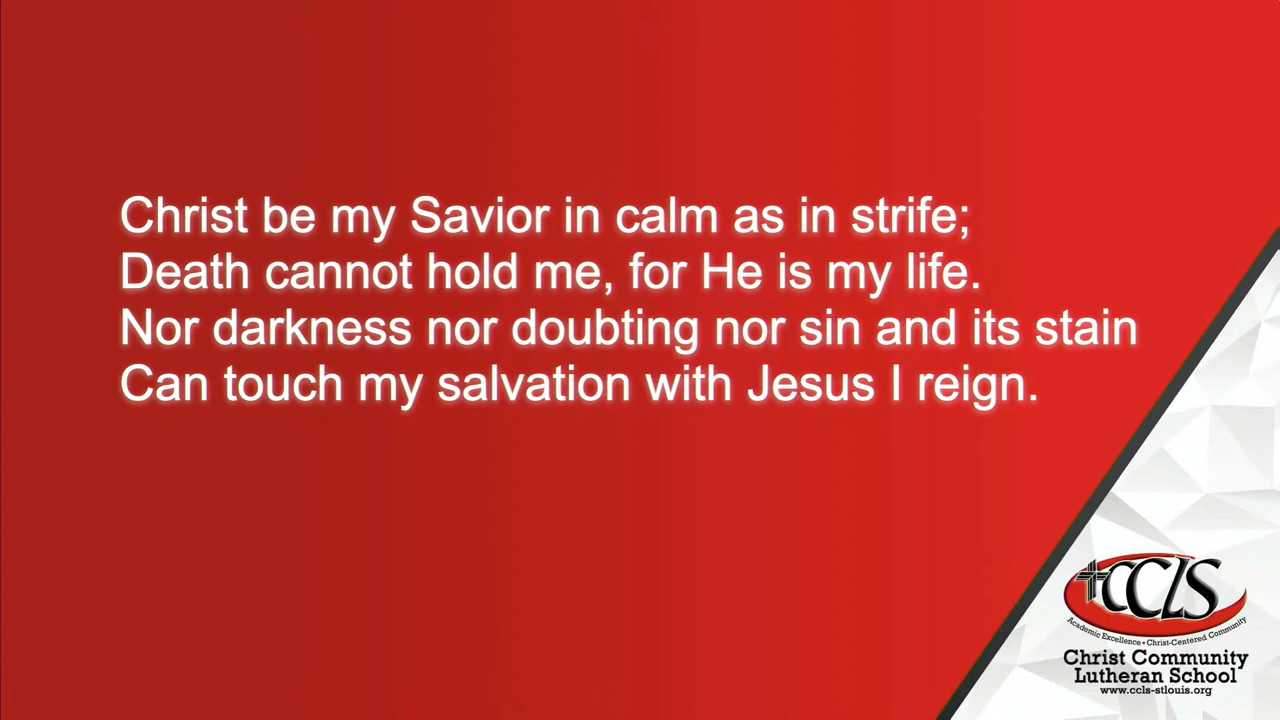 Christ be my Savior in calm as in strife;
Death cannot hold me, for He is my life.
Nor darkness nor doubting nor sin and its stain
Can touch my salvation with Jesus I reign.
CCLS
Academic Excellence • Christ-Centered Community
Christ Community
Lutheran School
www.ccls-stlouis.org